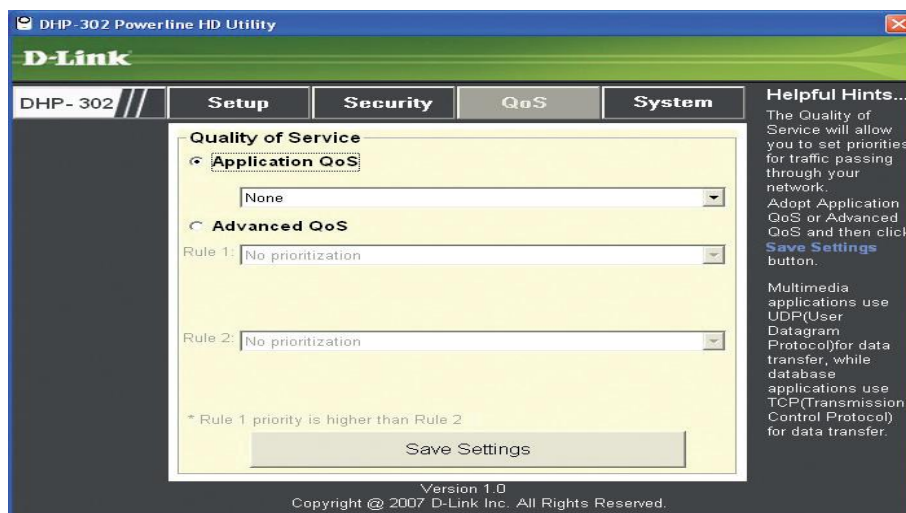 DHP-302 Powerline HD Utility
D-Link
DHP- 302
Setup
Security
QoS
System
Quality of Service
Application QoS
None
Advanced QoS
Rule 1:
No prioritization
Rule 2:
No prioritization
* Rule 1 priority is higher than Rule 2
Save Settings
Helpful Hints...
The Quality of
Service will allow
you to set priorities
for traffic passing
through your
network.
Adopt Application
QoS or Advanced
QoS and then click
Save Settings
button.
Multimedia
applications use
UDP(User
Datagram
Protocol)for data
transfer, while
database
applications use
TCP(Transmission
Control Protocol)
for data transfer.
Version 1.0
Copyright @ 2007 D-Link Inc. All Rights Reserved.